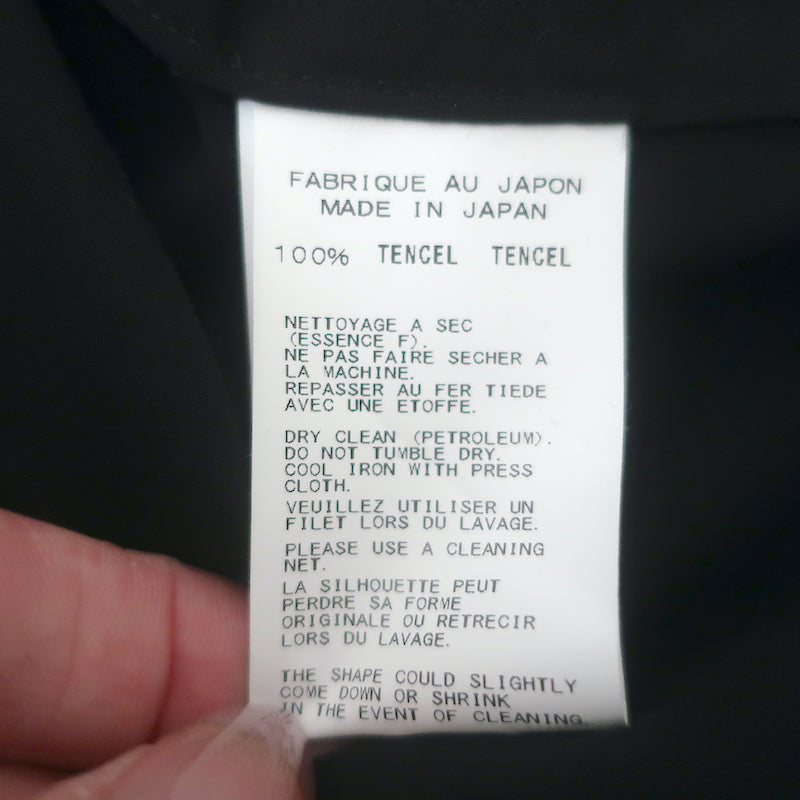 FABRIQUE AU JAPON
MADE IN JAPAN
100% TENCEL TENCEL
NETTOYAGE A SEC
(ESSENCE F).
NE PAS FAIRE SECHER A
LA MACHINE.
REPASSER AU FER TIEDE
AVEC UNE ETOFFE.
DRY CLEAN (PETROLEUM).
DO NOT TUMBLE DRY.
COOL IRON WITH PRESS
CLOTH.
VEUILLEZ UTILISER UN
FILET LORS DU LAVAGE.
PLEASE USE A CLEANING
NET.
LA SILHOUETTE PEUT
PERDRE SA FORME
ORIGINALE OU RETRECIR
LORS DU LAVAGE.
THE SHAPE COULD SLIGHTLY
COME DOWN OR SHRINK
IN THE EVENT OF CLEANING.